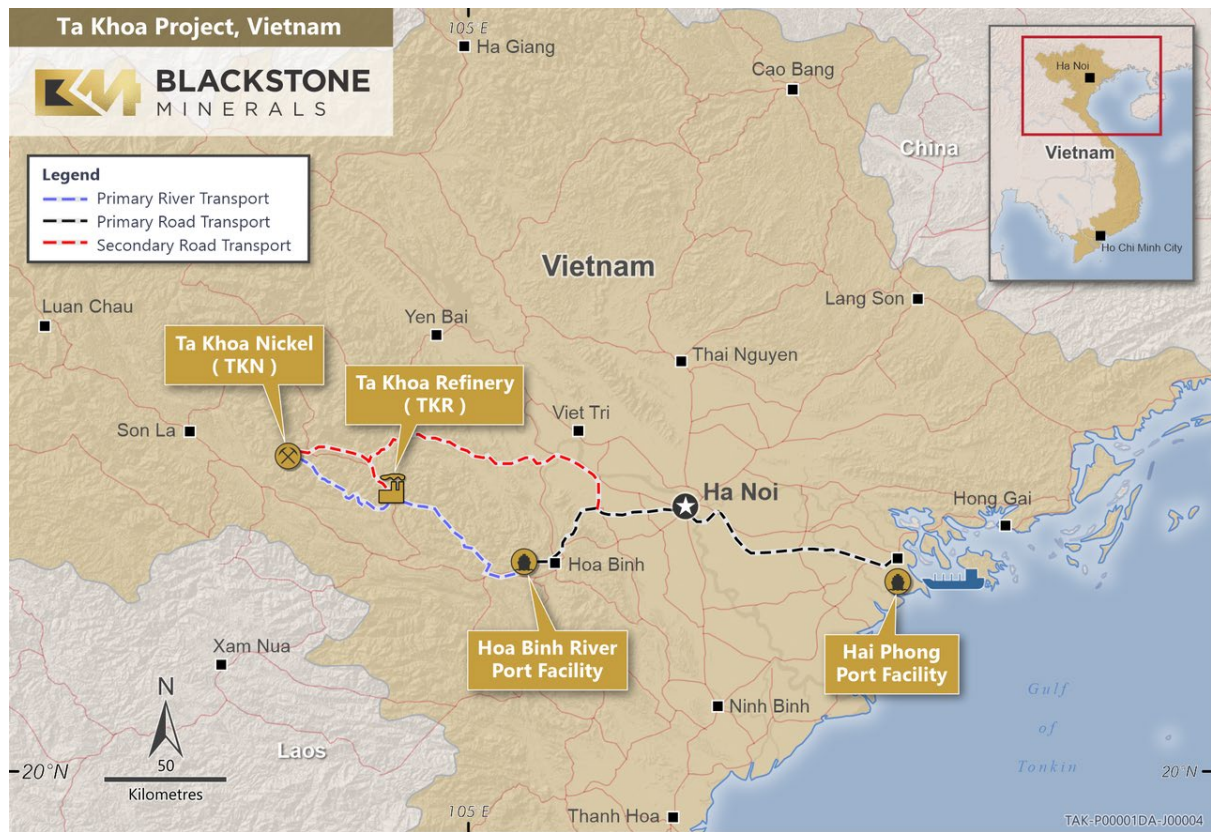 Ta Khoa Project, Vietnam
BLACKSTONE
MINERALS
Legend
Primary River Transport
Primary Road Transport
Secondary Road Transport
105 E
Ha Giang
Cao Bang
China
Ha Noi
Vietnam
Ho Chi Minh City
Vietnam
Luan Chau
Yen Bai
Lang Son
Ta Khoa Nickel
( TKN )
Thai Nguyen
Ta Khoa Refinery
( TKR )
Viet Tri
Son La
Ha Noi
Hong Gai
Hoa Binh
Hoa Binh River
Port Facility
Hai Phong
Port Facility
Xam Nua
N
50
Kilometres
Laos
Ninh Binh
Gulf
of
Tonkin
20°N
20°N
105 E
Thanh Hoa
TAK-P00001DA-J00004